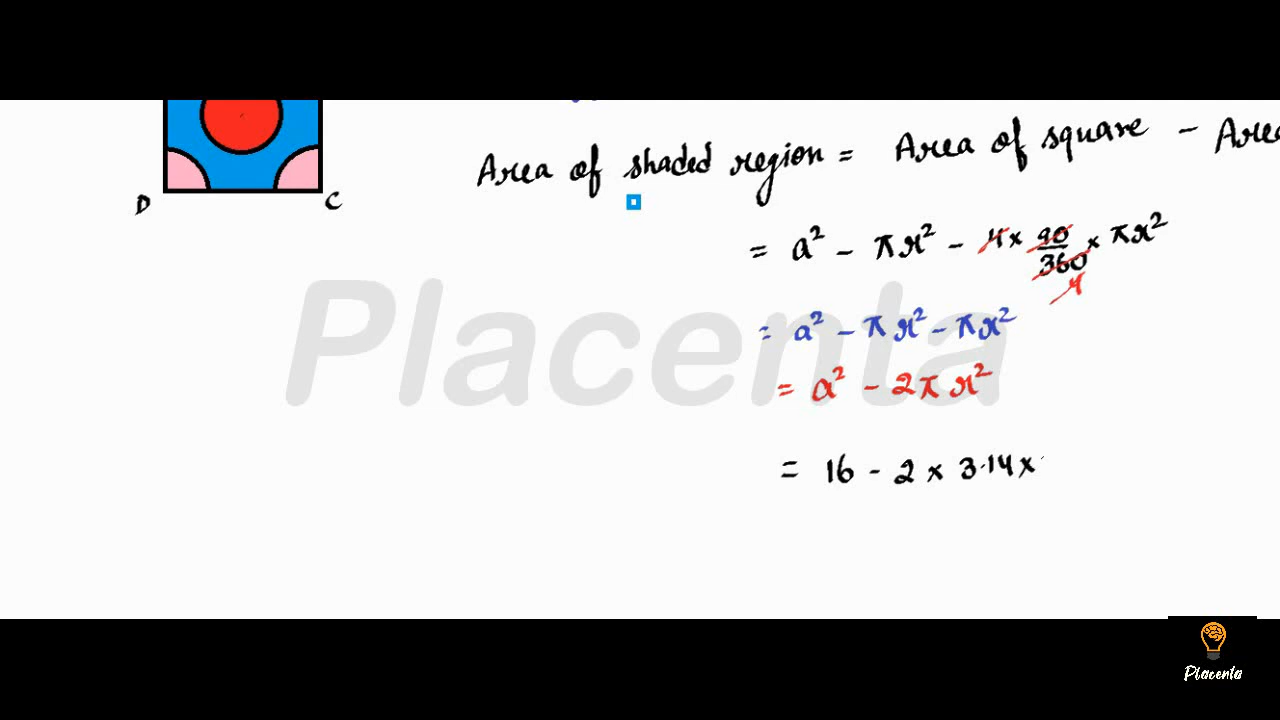 D C
Area of shaded region = Area of square - Area
= a² - πr² - 4 × 90/360 × πr²
4
= a² - πr² - πr²
= a² - 2πr²
= 16 - 2 × 3.14 ×
Placenta
Placenta